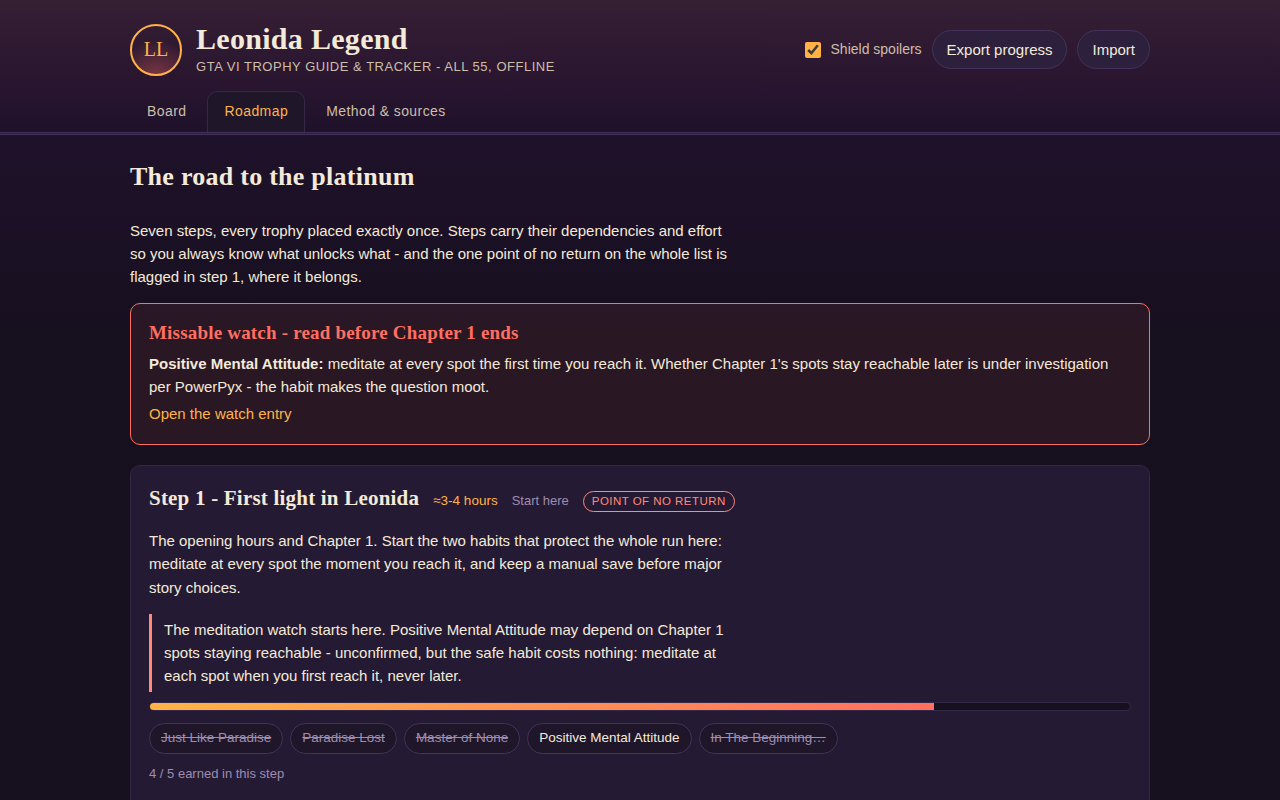 LL
Leonida Legend
GTA VI TROPHY GUIDE & TRACKER - ALL 55, OFFLINE
Shield spoilers
Export progress
Import
Board
Roadmap
Method & sources
The road to the platinum
Seven steps, every trophy placed exactly once. Steps carry their dependencies and effort
so you always know what unlocks what - and the one point of no return on the whole list is
flagged in step 1, where it belongs.
Missable watch - read before Chapter 1 ends
Positive Mental Attitude: meditate at every spot the first time you reach it. Whether Chapter 1's spots stay reachable later is under investigation
per PowerPyx - the habit makes the question moot.
Open the watch entry
Step 1 - First light in Leonida ≈3-4 hours Start here POINT OF NO RETURN
The opening hours and Chapter 1. Start the two habits that protect the whole run here:
meditate at every spot the moment you reach it, and keep a manual save before major
story choices.
The meditation watch starts here. Positive Mental Attitude may depend on Chapter 1
spots staying reachable - unconfirmed, but the safe habit costs nothing: meditate at
each spot when you first reach it, never later.
Just Like Paradise
Paradise Lost
Master of None
Positive Mental Attitude
In The Beginning…
4 / 5 earned in this step